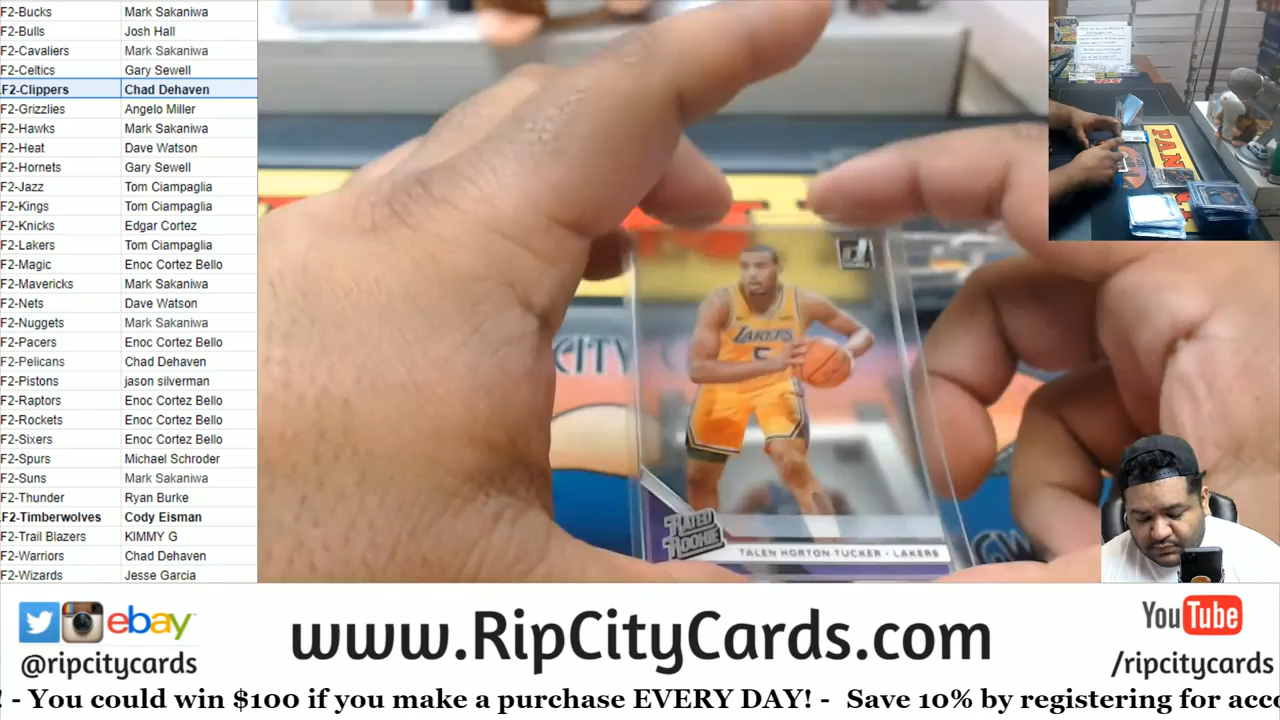 F2-Bucks Mark Sakaniwa
F2-Bulls Josh Hall
F2-Cavaliers Mark Sakaniwa
F2-Celtics Gary Sewell
F2-Clippers Chad Dehaven
F2-Grizzlies Angelo Miller
F2-Hawks Mark Sakaniwa
F2-Heat Dave Watson
F2-Hornets Gary Sewell
F2-Jazz Tom Ciampaglia
F2-Kings Tom Ciampaglia
F2-Knicks Edgar Cortez
F2-Lakers Tom Ciampaglia
F2-Magic Enoc Cortez Bello
F2-Mavericks Mark Sakaniwa
F2-Nets Dave Watson
F2-Nuggets Mark Sakaniwa
F2-Pacers Enoc Cortez Bello
F2-Pelicans Chad Dehaven
F2-Pistons jason silverman
F2-Raptors Enoc Cortez Bello
F2-Rockets Enoc Cortez Bello
F2-Sixers Enoc Cortez Bello
F2-Spurs Michael Schroder
F2-Suns Mark Sakaniwa
F2-Thunder Ryan Burke
F2-Timberwolves Cody Eisman
F2-Trail Blazers KIMMY G
F2-Warriors Chad Dehaven
F2-Wizards Jesse Garcia
LAKERS
5
RATED
ROOKIE
TALEN HORTON TUCKER · LAKERS
CITY
PANI
ebay
@ripcitycards
www.RipCityCards.com
YouTube
/ripcitycards
! - You could win $100 if you make a purchase EVERY DAY! - Save 10% by registering for acc